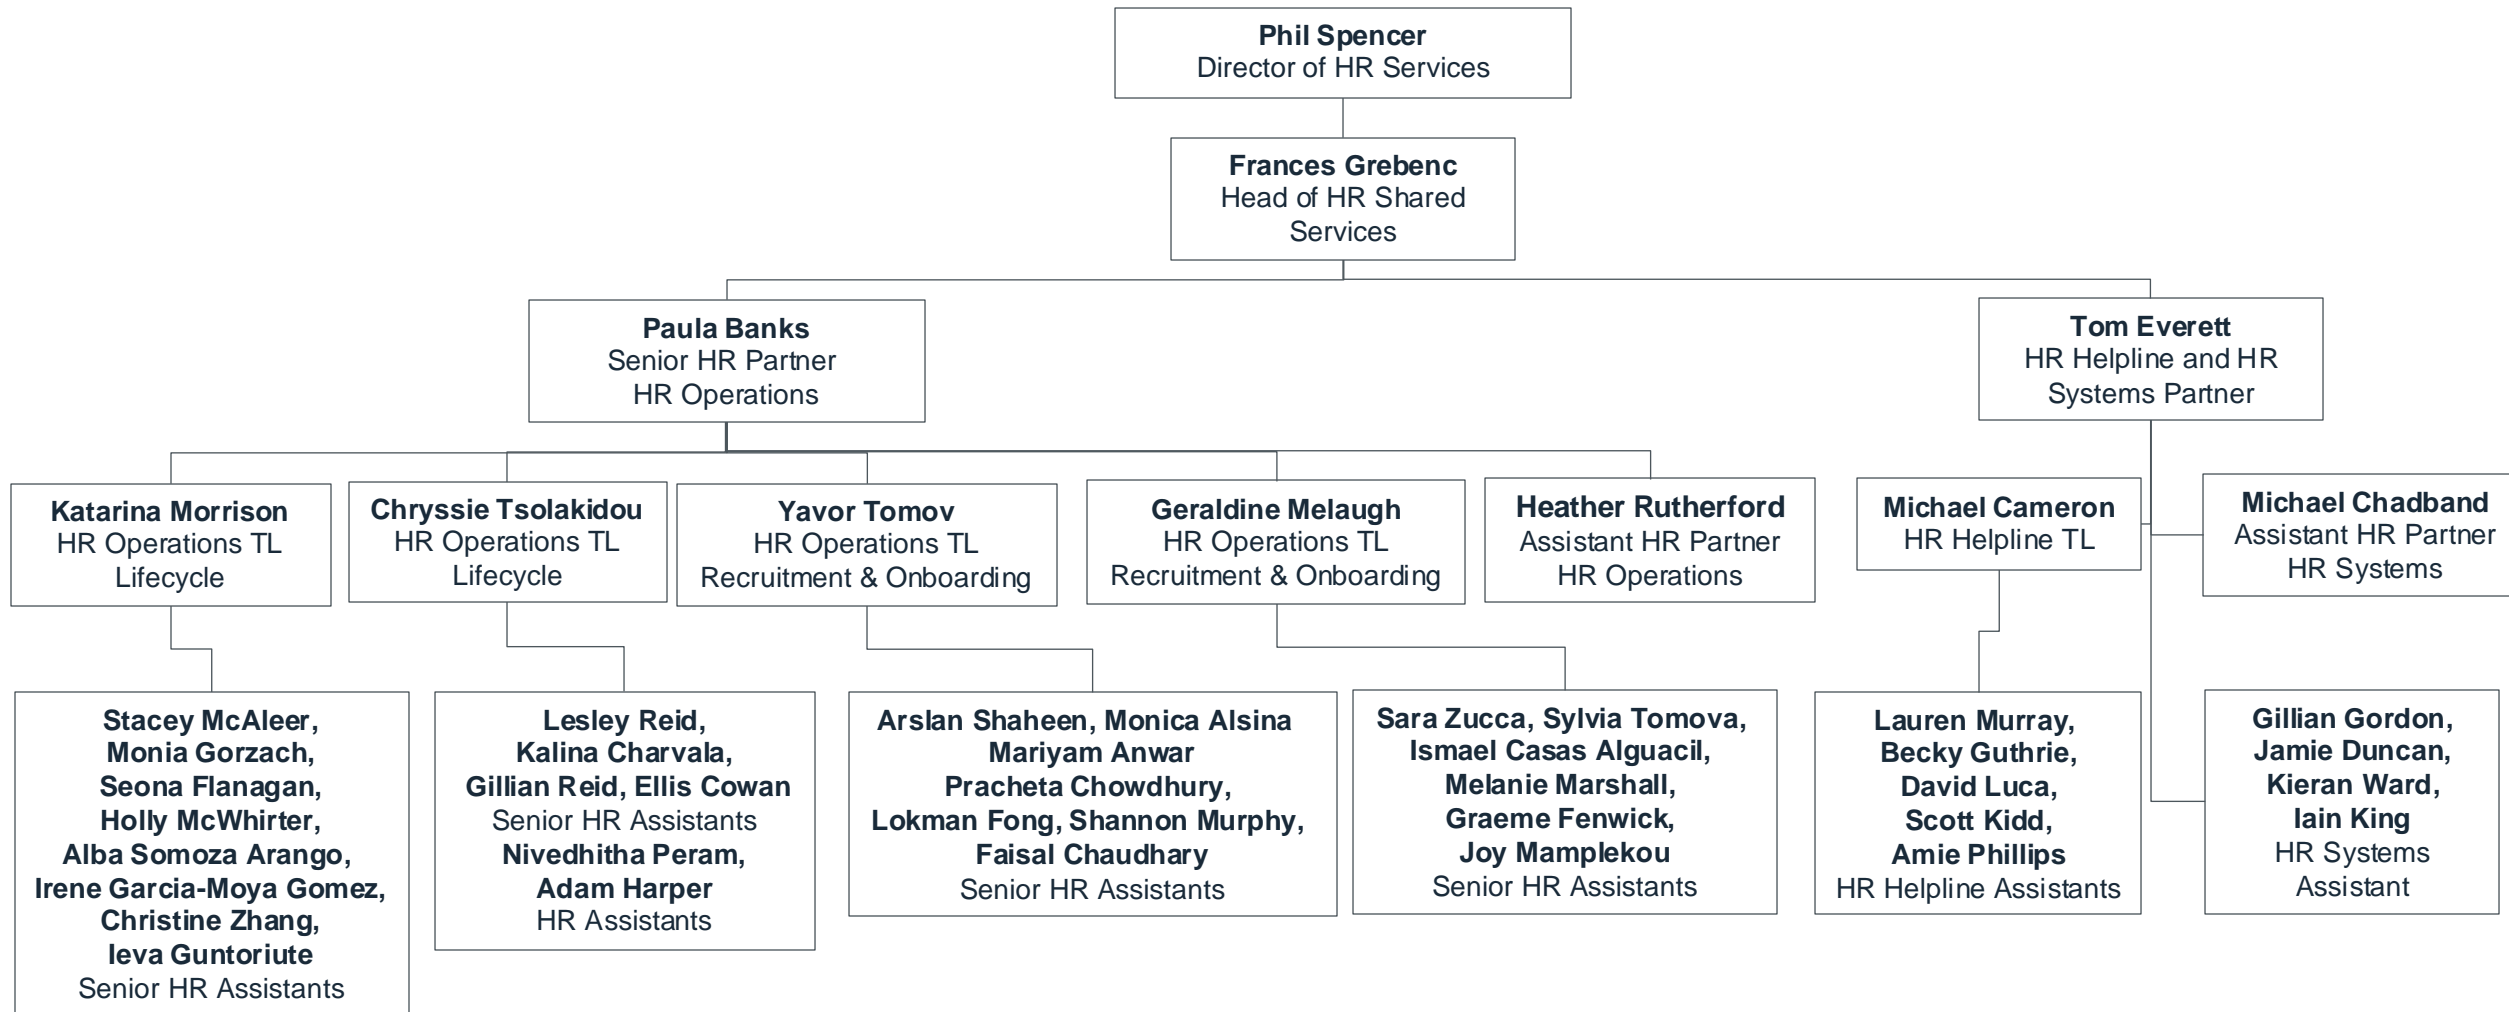 Phil Spencer
Director of HR Services
Frances Grebenc
Head of HR Shared
Services
Paula Banks
Senior HR Partner
HR Operations
Tom Everett
HR Helpline and HR
Systems Partner
Katarina Morrison
HR Operations TL
Lifecycle
Chryssie Tsolakidou
HR Operations TL
Lifecycle
Yavor Tomov
HR Operations TL
Recruitment & Onboarding
Geraldine Melaugh
HR Operations TL
Recruitment & Onboarding
Heather Rutherford
Assistant HR Partner
HR Operations
Michael Cameron
HR Helpline TL
Michael Chadband
Assistant HR Partner
HR Systems
Stacey McAleer,
Monia Gorzach,
Seona Flanagan,
Holly McWhirter,
Alba Somoza Arango,
Irene Garcia-Moya Gomez,
Christine Zhang,
Ieva Guntoriute
Senior HR Assistants
Lesley Reid,
Kalina Charvala,
Gillian Reid, Ellis Cowan
Senior HR Assistants
Nivedhitha Peram,
Adam Harper
HR Assistants
Arslan Shaheen, Monica Alsina
Mariyam Anwar
Pracheta Chowdhury,
Lokman Fong, Shannon Murphy,
Faisal Chaudhary
Senior HR Assistants
Sara Zucca, Sylvia Tomova,
Ismael Casas Alguacil,
Melanie Marshall,
Graeme Fenwick,
Joy Mamplekou
Senior HR Assistants
Lauren Murray,
Becky Guthrie,
David Luca,
Scott Kidd,
Amie Phillips
HR Helpline Assistants
Gillian Gordon,
Jamie Duncan,
Kieran Ward,
Iain King
HR Systems
Assistant